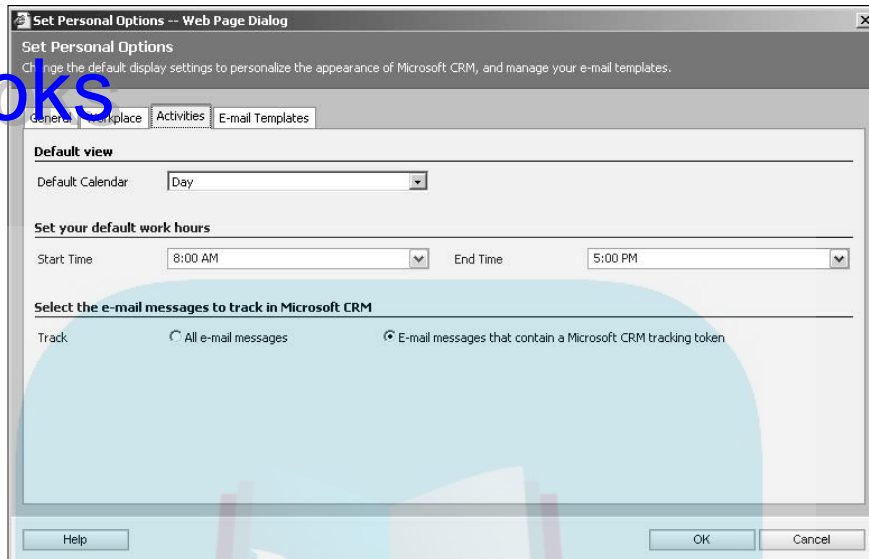 Set Personal Options -- Web Page Dialog
Set Personal Options
Change the default display settings to personalize the appearance of Microsoft CRM, and manage your e-mail templates.
oks
General Workplace Activities E-mail Templates
Default view
Default Calendar Day
Set your default work hours
Start Time 8:00 AM End Time 5:00 PM
Select the e-mail messages to track in Microsoft CRM
Track All e-mail messages E-mail messages that contain a Microsoft CRM tracking token
Help OK Cancel